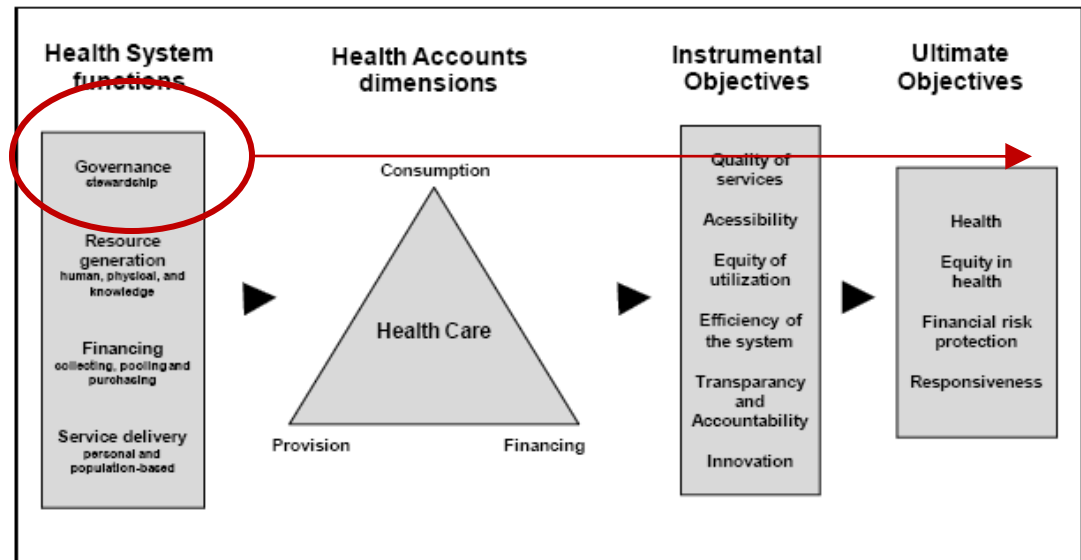 Health System
functions
Governance
stewardship
Resource
generation
human, physical, and
knowledge
Financing
collecting, pooling and
purchasing
Service delivery
personal and
population-based
Health Accounts
dimensions
Consumption
Health Care
Provision
Financing
Instrumental
Objectives
Quality of
services
Acessibility
Equity of
utilization
Efficiency of
the system
Transparancy
and
Accountability
Innovation
Ultimate
Objectives
Health
Equity in
health
Financial risk
protection
Responsiveness